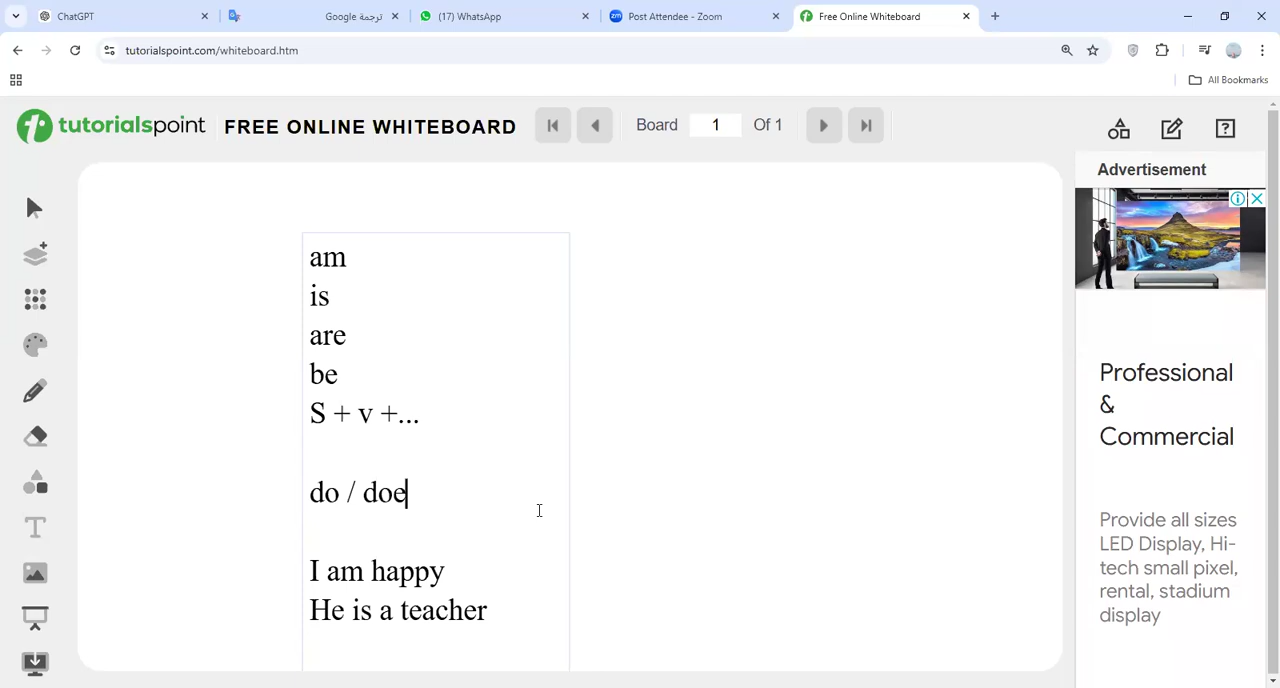 ChatGPT
ترجمة Google
(17) WhatsApp
Post Attendee - Zoom
Free Online Whiteboard
tutorialspoint.com/whiteboard.htm
All Bookmarks
tutorialspoint
FREE ONLINE WHITEBOARD
Board 1 Of 1
Advertisement
am
is
are
be
S + v +...
do / doe
I am happy
He is a teacher
Professional
&
Commercial
Provide all sizes
LED Display, Hi-
tech small pixel,
rental, stadium
display